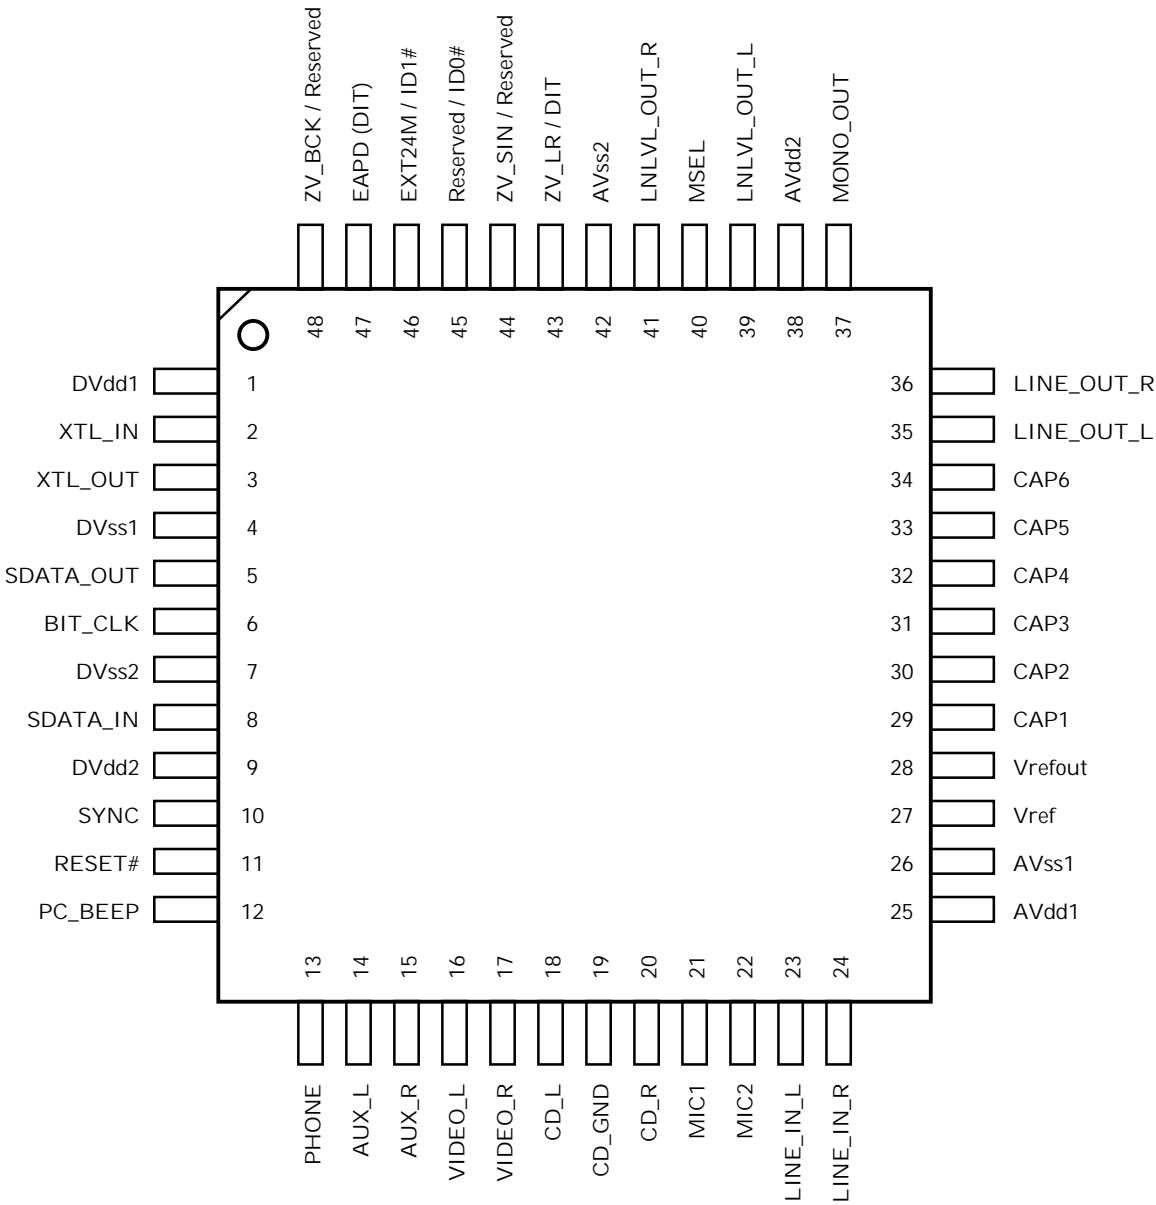 ZV_BCK / Reserved
EAPD (DIT)
EXT24M / ID1#
Reserved / ID0#
ZV_SIN / Reserved
ZV_LR / DIT
AVss2
LNLVL_OUT_R
MSEL
LNLVL_OUT_L
AVdd2
MONO_OUT
48
47
46
45
44
43
42
41
40
39
38
37
DVdd1 1
XTL_IN 2
XTL_OUT 3
DVss1 4
SDATA_OUT 5
BIT_CLK 6
DVss2 7
SDATA_IN 8
DVdd2 9
SYNC 10
RESET# 11
PC_BEEP 12
36 LINE_OUT_R
35 LINE_OUT_L
34 CAP6
33 CAP5
32 CAP4
31 CAP3
30 CAP2
29 CAP1
28 Vrefout
27 Vref
26 AVss1
25 AVdd1
13
14
15
16
17
18
19
20
21
22
23
24
PHONE
AUX_L
AUX_R
VIDEO_L
VIDEO_R
CD_L
CD_GND
CD_R
MIC1
MIC2
LINE_IN_L
LINE_IN_R